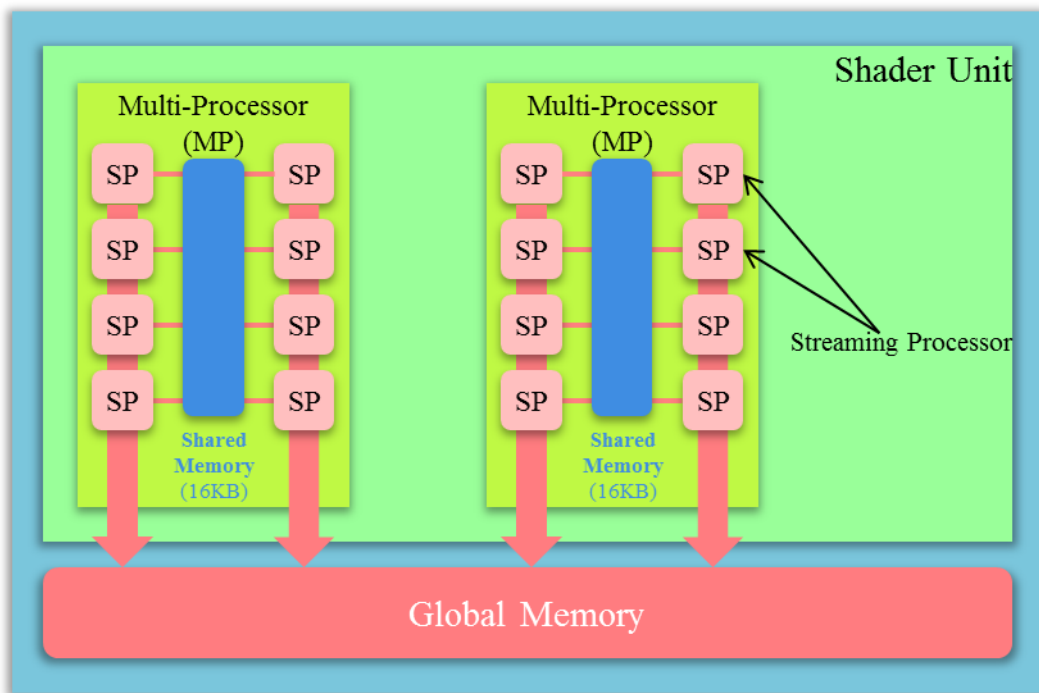 Shader Unit
Multi-Processor
(MP)
SP
SP
SP
SP
SP
SP
SP
SP
Shared
Memory
(16KB)
Multi-Processor
(MP)
SP
SP
SP
SP
SP
SP
SP
SP
Shared
Memory
(16KB)
Streaming Processor
Global Memory